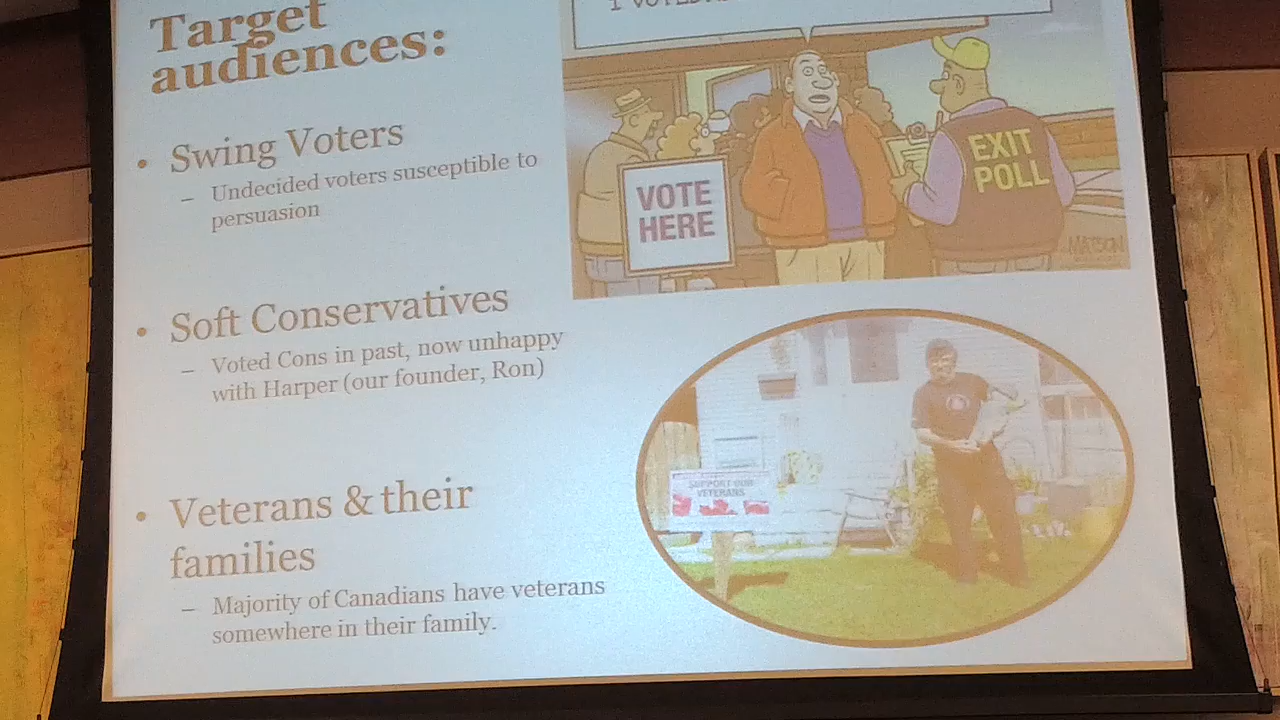 Target
audiences:
• Swing Voters
– Undecided voters susceptible to
persuasion
• Soft Conservatives
– Voted Cons in past, now unhappy
with Harper (our founder, Ron)
• Veterans & their
families
– Majority of Canadians have veterans
somewhere in their family.
I VOTED
VOTE
HERE
EXIT
POLL
MATSON
SUPPORT OUR
VETERANS